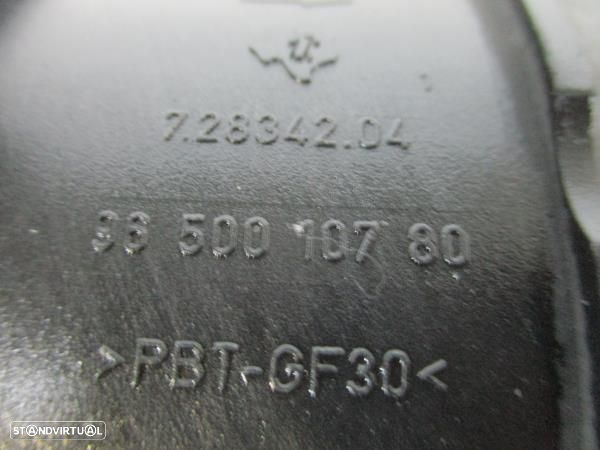 7.28342.04
96 500 107 80
>PBT-GF30<
STANDVIRTUAL